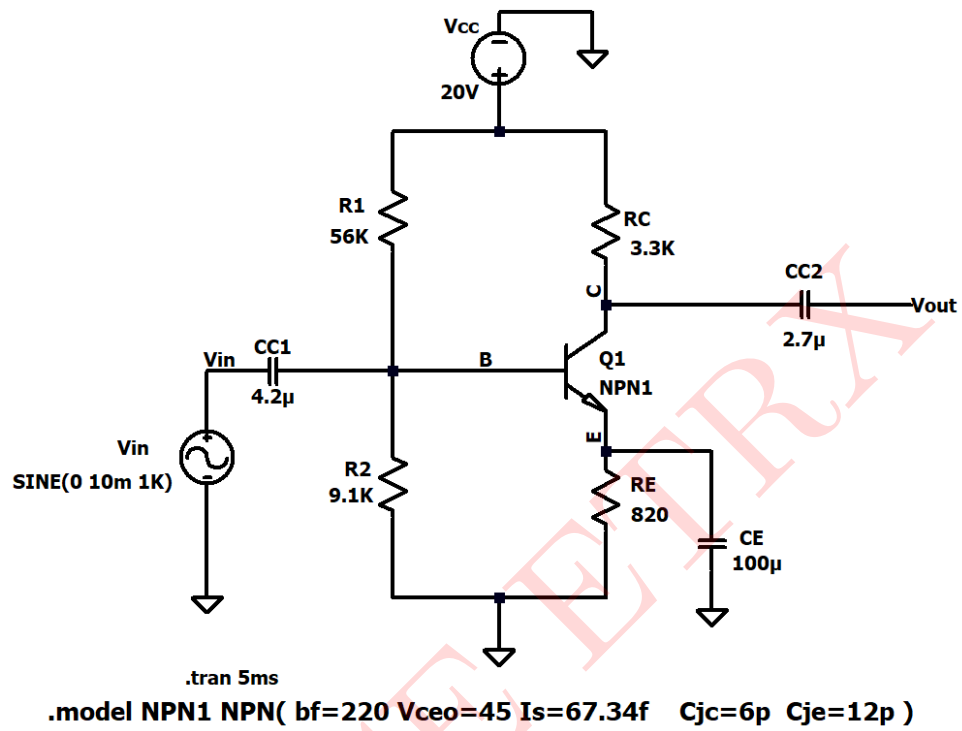 Vcc
20V
R1
56K
RC
3.3K
C
CC2
2.7µ
Vout
Vin
CC1
4.2µ
B
Q1
NPN1
E
Vin
SINE(0 10m 1K)
R2
9.1K
RE
820
CE
100µ
.tran 5ms
.model NPN1 NPN( bf=220 Vceo=45 Is=67.34f Cjc=6p Cje=12p )
E ETRX